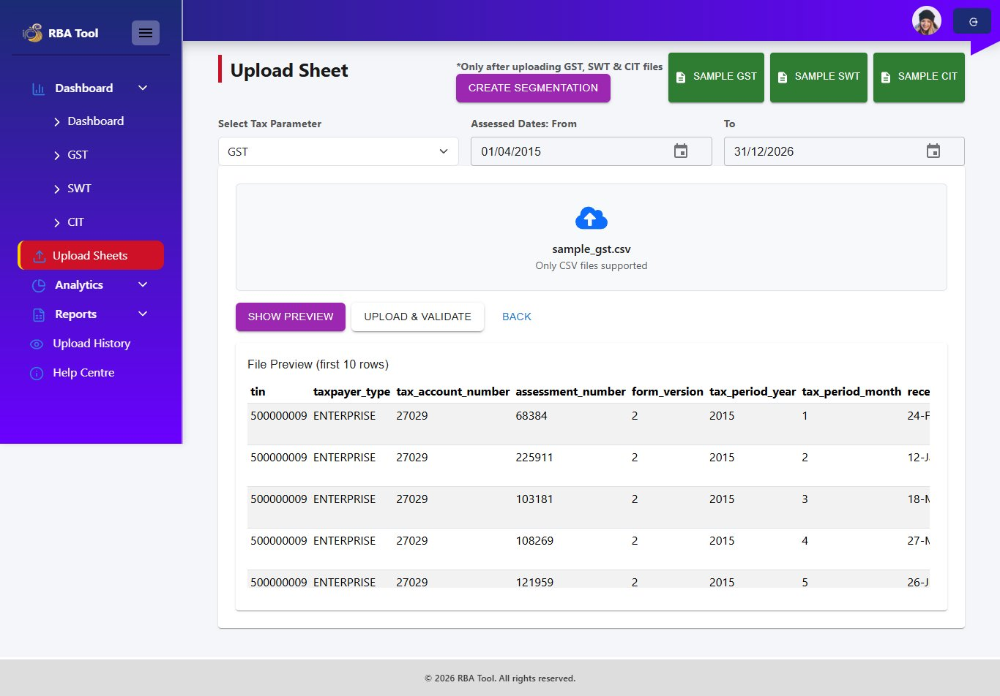 RBA Tool
Dashboard
Dashboard
GST
SWT
CIT
Upload Sheets
Analytics
Reports
Upload History
Help Centre
Upload Sheet
*Only after uploading GST, SWT & CIT files
CREATE SEGMENTATION
SAMPLE GST
SAMPLE SWT
SAMPLE CIT
Select Tax Parameter
Assessed Dates: From
To
GST
01/04/2015
31/12/2026
sample_gst.csv
Only CSV files supported
SHOW PREVIEW
UPLOAD & VALIDATE
BACK
File Preview (first 10 rows)
tin taxpayer_type tax_account_number assessment_number form_version tax_period_year tax_period_month rece
500000009 ENTERPRISE 27029 68384 2 2015 1 24-F
500000009 ENTERPRISE 27029 225911 2 2015 2 12-J
500000009 ENTERPRISE 27029 103181 2 2015 3 18-M
500000009 ENTERPRISE 27029 108269 2 2015 4 27-M
500000009 ENTERPRISE 27029 121959 2 2015 5 26-J
© 2026 RBA Tool. All rights reserved.